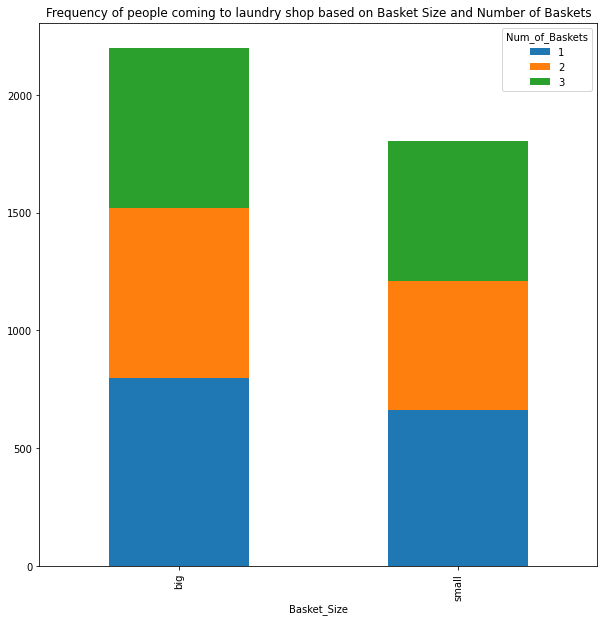 Frequency of people coming to laundry shop based on Basket Size and Number of Baskets
Num_of_Baskets
1
2
3
2000
1500
1000
500
0
big
small
Basket_Size